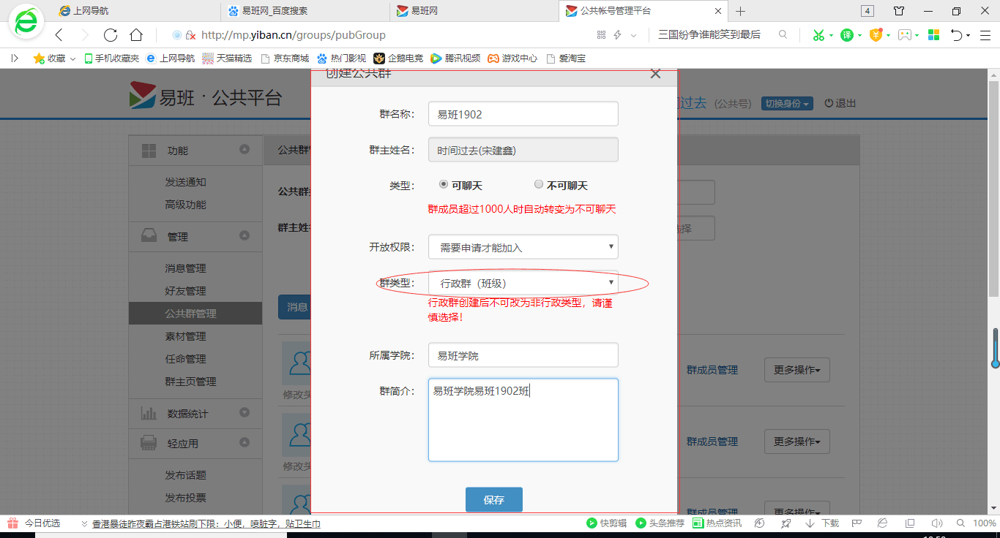 上网导航
易班网_百度搜索
易班网
公共帐号管理平台
4
http://mp.yiban.cn/groups/pubGroup
三国纷争谁能笑到最后
译
收藏
手机收藏夹
上网导航
天猫精选
京东商城
热门影视
企鹅电竞
腾讯视频
游戏中心
爱淘宝
创建公共群
易班 · 公共平台
过去 (公共号)
切换身份
退出
群名称：
易班1902
群主姓名：
时间过去(宋建鑫)
类型：
可聊天
不可聊天
群成员超过1000人时自动转变为不可聊天
开放权限：
需要申请才能加入
群类型：
行政群（班级）
行政群创建后不可改为非行政类型，请谨
慎选择！
所属学院：
易班学院
群简介：
易班学院易班1902班
保存
功能
发送通知
高级功能
管理
消息管理
好友管理
公共群管理
素材管理
任命管理
群主页管理
数据统计
轻应用
发布话题
发布投票
公共群
公共群
群主姓
选择
消息
修改头
群成员管理
更多操作
修改头
群成员管理
更多操作
群成员管理
更多操作
今日优选
香港暴徒昨夜霸占港铁站刷下限：小便，喷脏字，贴卫生巾
快剪辑
头条推荐
热点资讯
下载
100%